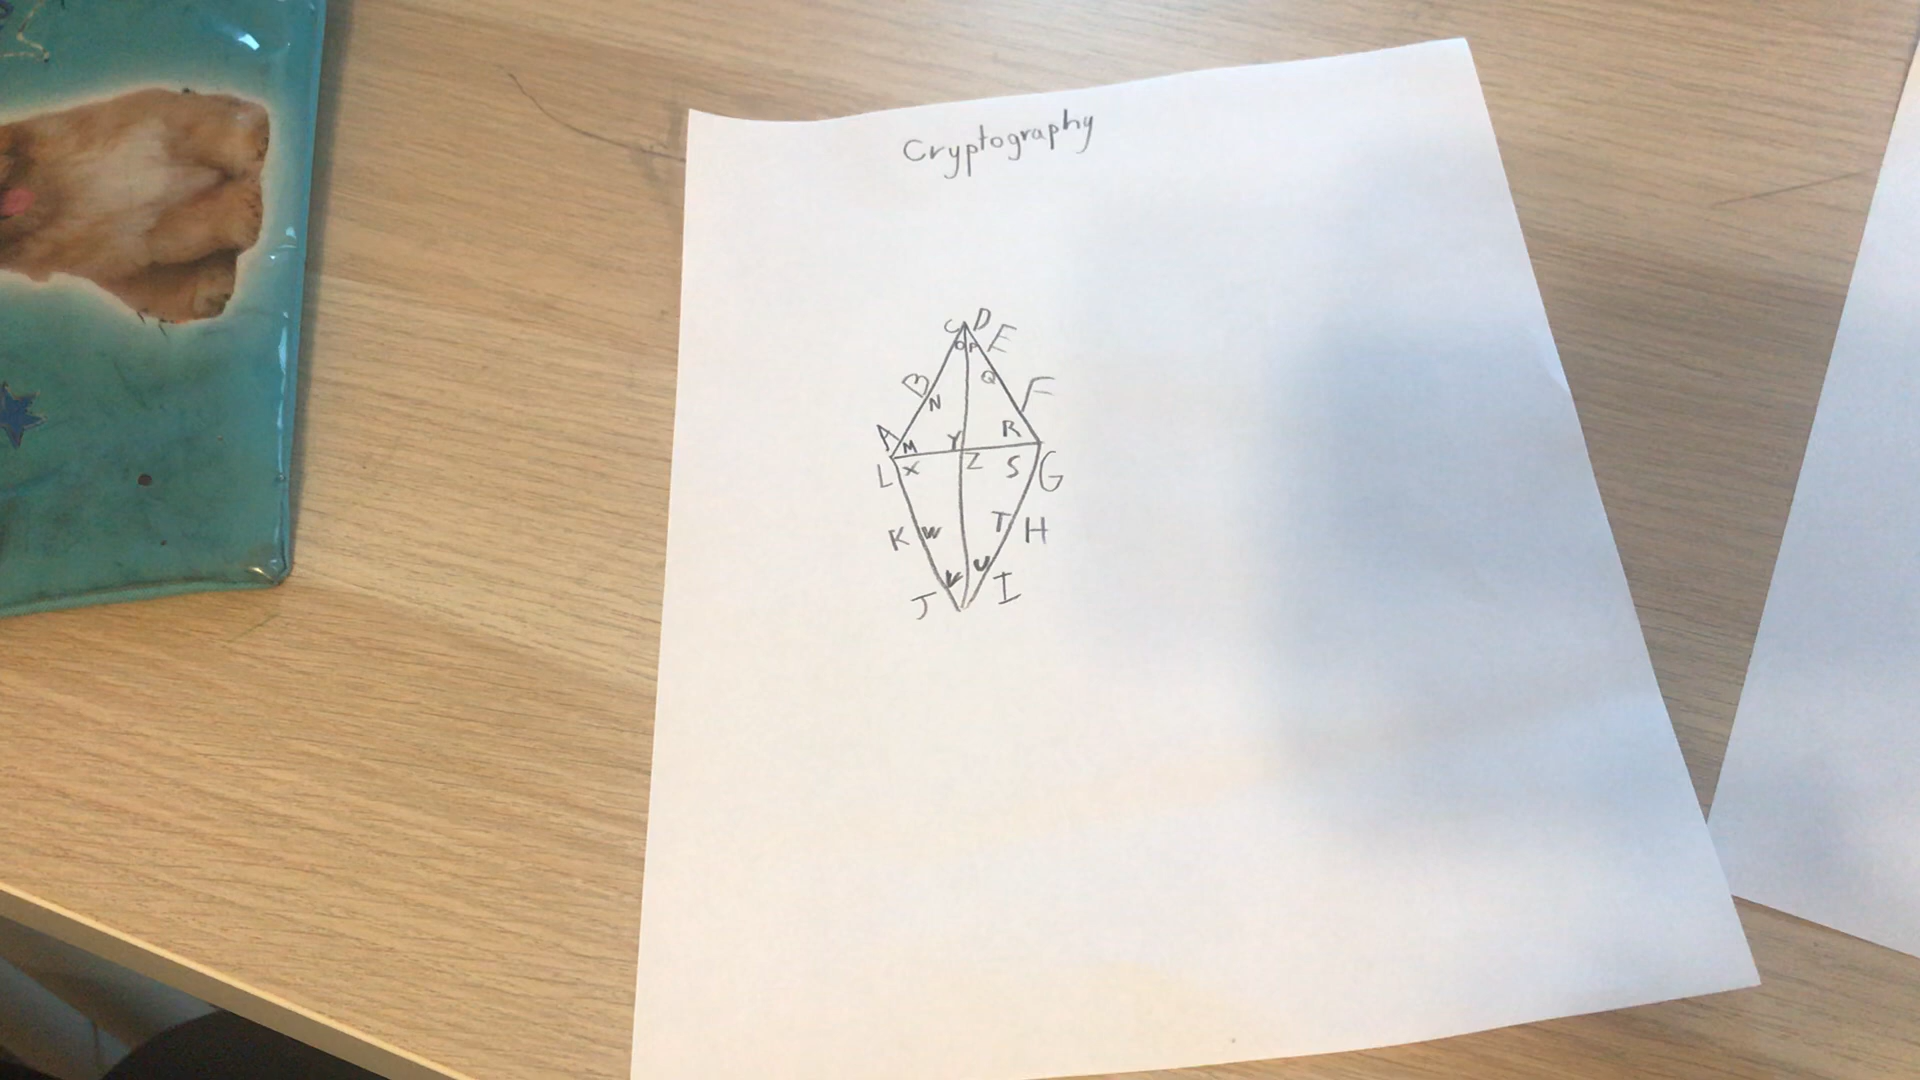 Cryptography
C D
O P E
B Q F
N
A M Y R
L X Z S G
K W T H
V U
J I